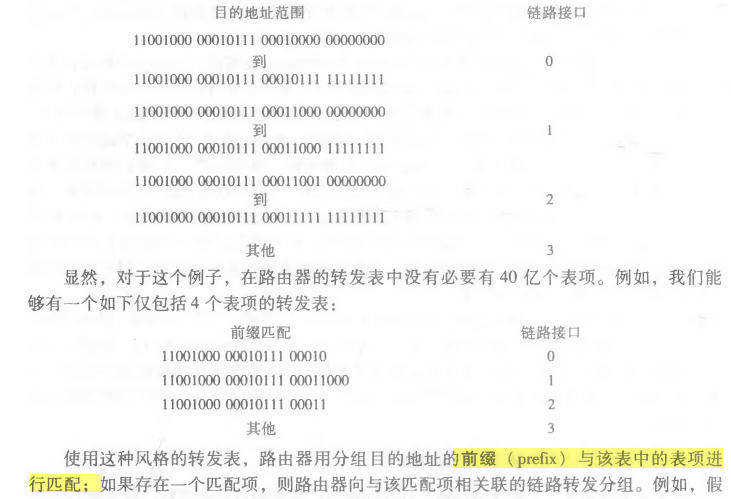 目的地址范围 链路接口
11001000 00010111 00010000 00000000
到 0
11001000 00010111 00010111 11111111
11001000 00010111 00011000 00000000
到 1
11001000 00010111 00011000 11111111
11001000 00010111 00011001 00000000
到 2
11001000 00010111 00011111 11111111
其他 3
显然，对于这个例子，在路由器的转发表中没有必要有 40 亿个表项。例如，我们能
够有一个如下仅包括 4 个表项的转发表：
前缀匹配 链路接口
11001000 00010111 00010 0
11001000 00010111 00011000 1
11001000 00010111 00011 2
其他 3
使用这种风格的转发表，路由器用分组目的地址的前缀（prefix）与该表中的表项进
行匹配；如果存在一个匹配项，则路由器向与该匹配项相关联的链路转发分组。例如，假